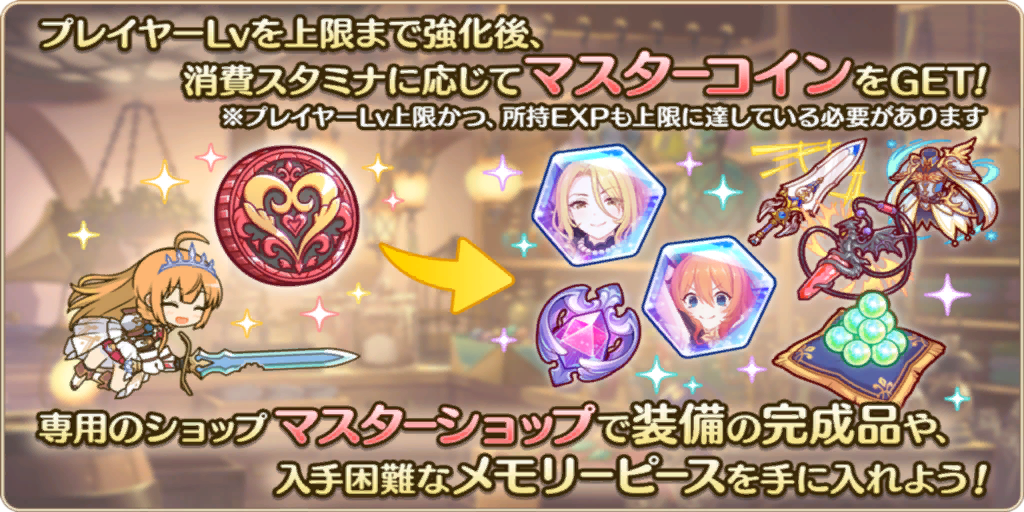 プレイヤーLvを上限まで強化後、
消費スタミナに応じてマスターコインをGET!
※プレイヤーLv上限かつ、所持EXPも上限に達している必要があります
専用のショップマスターショップで装備の完成品や、
入手困難なメモリーピースを手に入れよう!